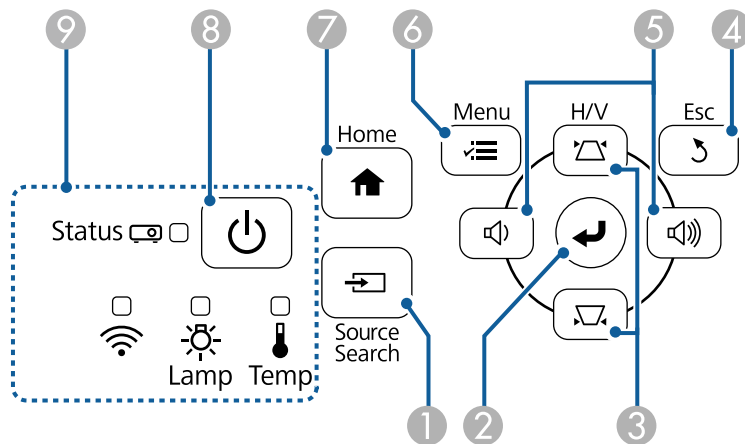 9 8 7 6 5 4
Menu H/V Esc
Home
Status
Lamp Temp
Source
Search
1 2 3